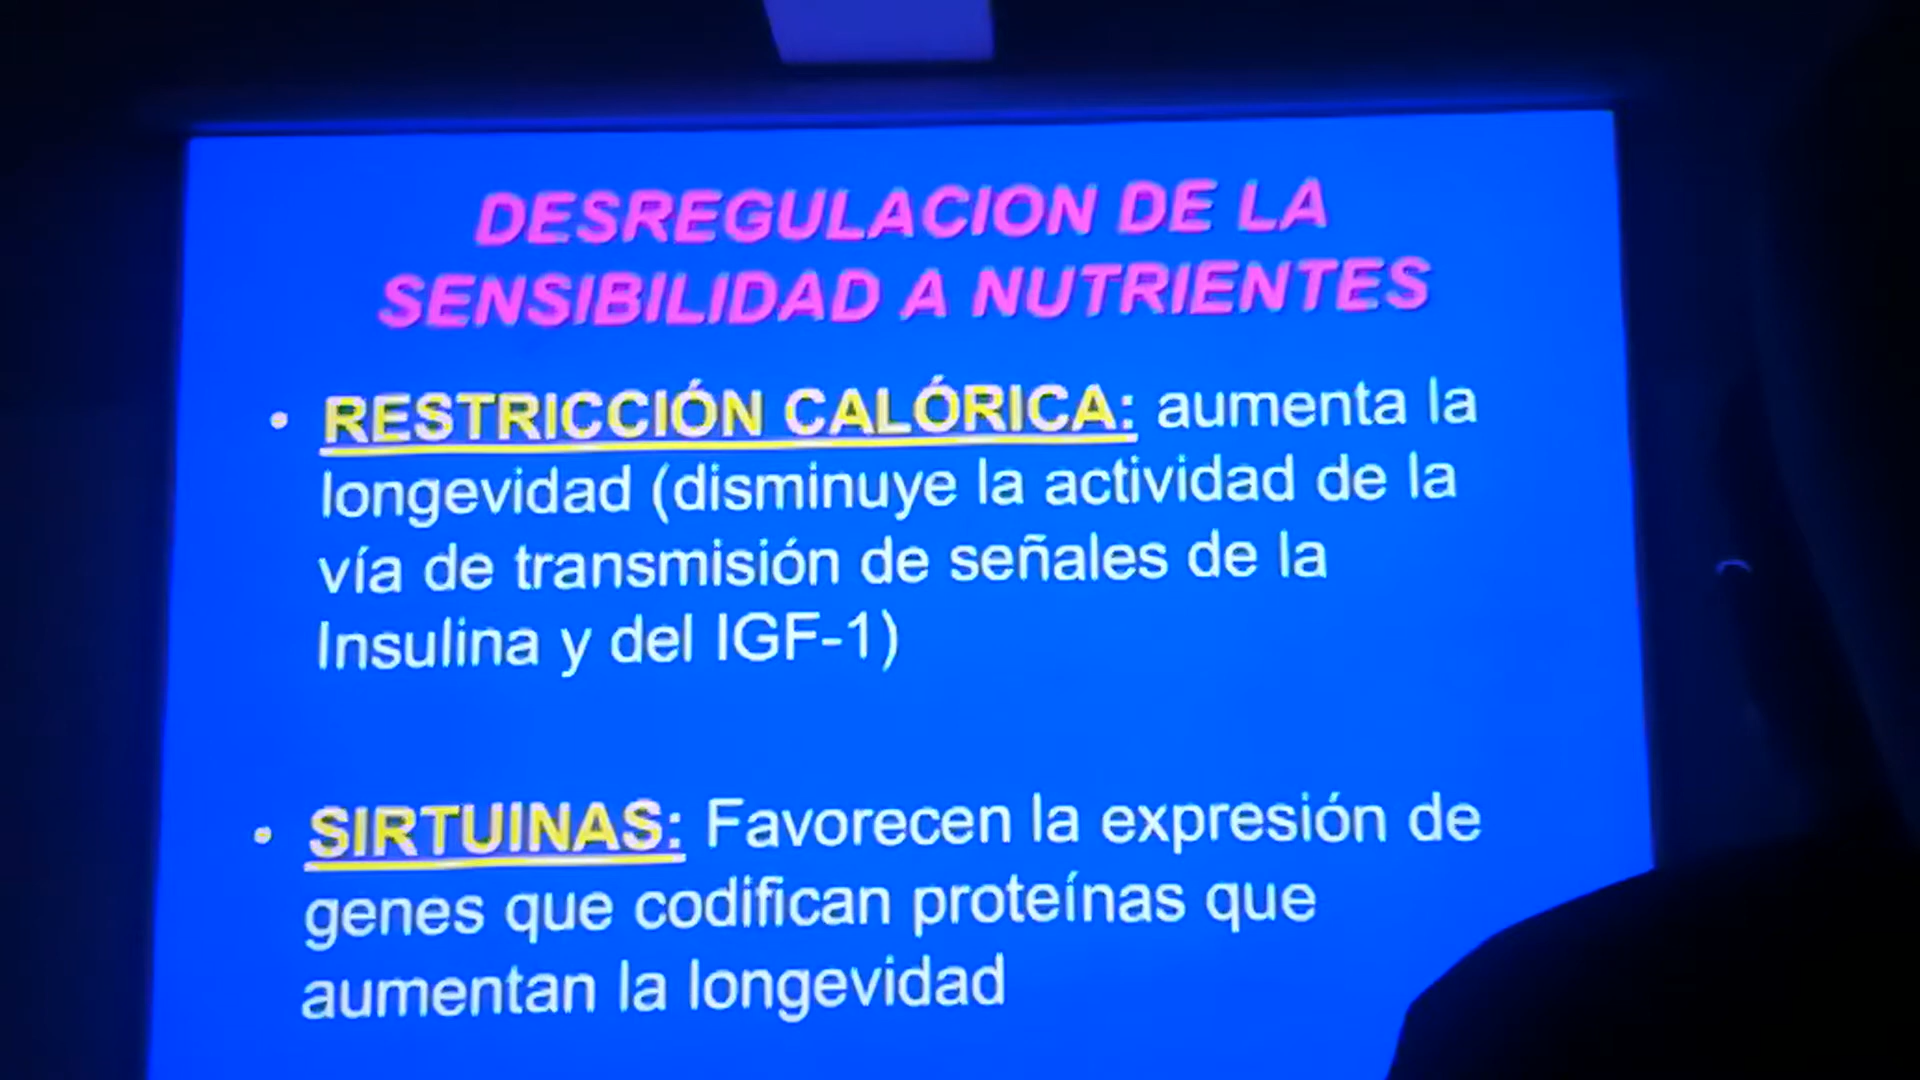 DESREGULACION DE LA
SENSIBILIDAD A NUTRIENTES
• RESTRICCIÓN CALÓRICA: aumenta la
longevidad (disminuye la actividad de la
vía de transmisión de señales de la
Insulina y del IGF-1)
• SIRTUINAS: Favorecen la expresión de
genes que codifican proteínas que
aumentan la longevidad